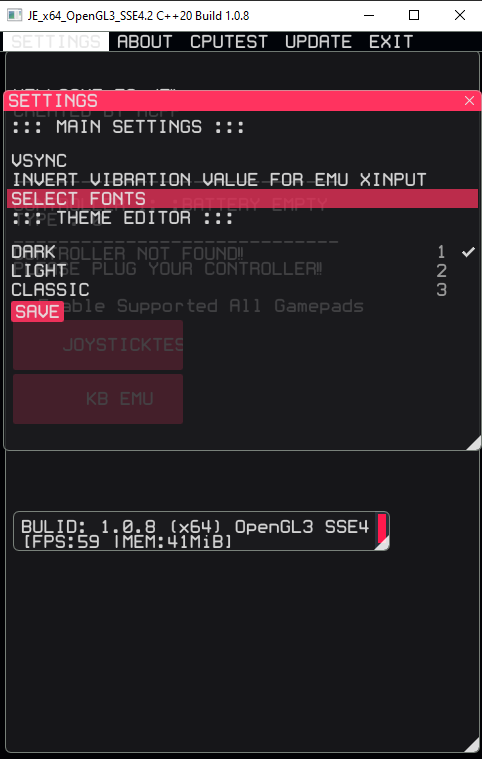 JE_x64_OpenGL3_SSE4.2 C++20 Build 1.0.8
SETTINGS ABOUT CPUTEST UPDATE EXIT
SETTINGS
::: MAIN SETTINGS :::
VSYNC
INVERT VIBRATION VALUE FOR EMU XINPUT
SELECT FONTS
::: THEME EDITOR :::
DARK 1
LIGHT 2
CLASSIC 3
SAVE
BATTERY EMPTY
CONTROLLER NOT FOUND!!
PLEASE PLUG YOUR CONTROLLER!!
Enable Supported All Gamepads
JOYSTICKTES
KB EMU
BULID: 1.0.8 (x64) OpenGL3 SSE4
[FPS:59 |MEM:41MiB]